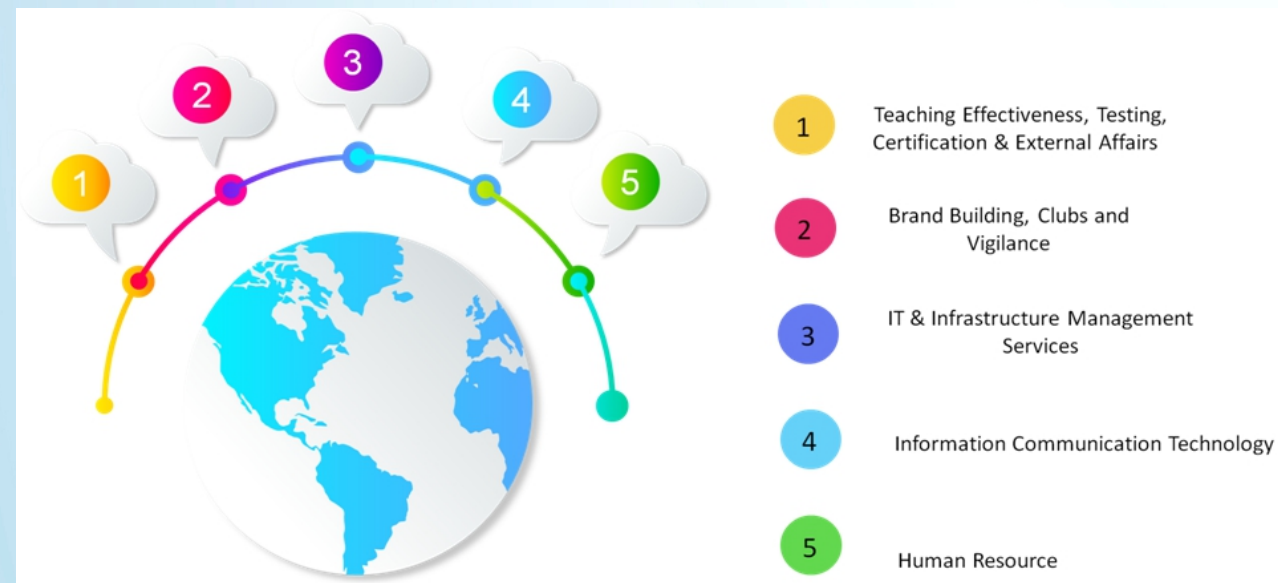 1
2
3
4
5
1
Teaching Effectiveness, Testing,
Certification & External Affairs
2
Brand Building, Clubs and
Vigilance
3
IT & Infrastructure Management
Services
4
Information Communication Technology
5
Human Resource